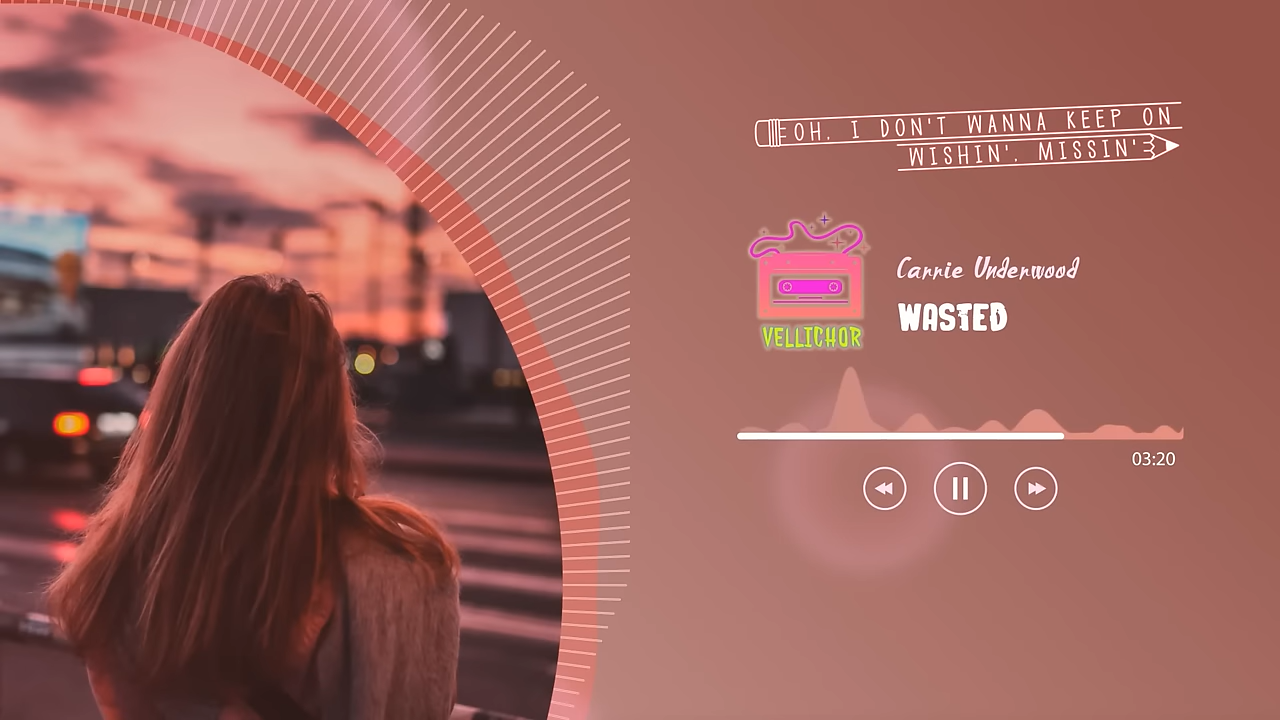 OH, I DON'T WANNA KEEP ON
WISHIN', MISSIN'
VELLICHOR
Carrie Underwood
WASTED
03:20